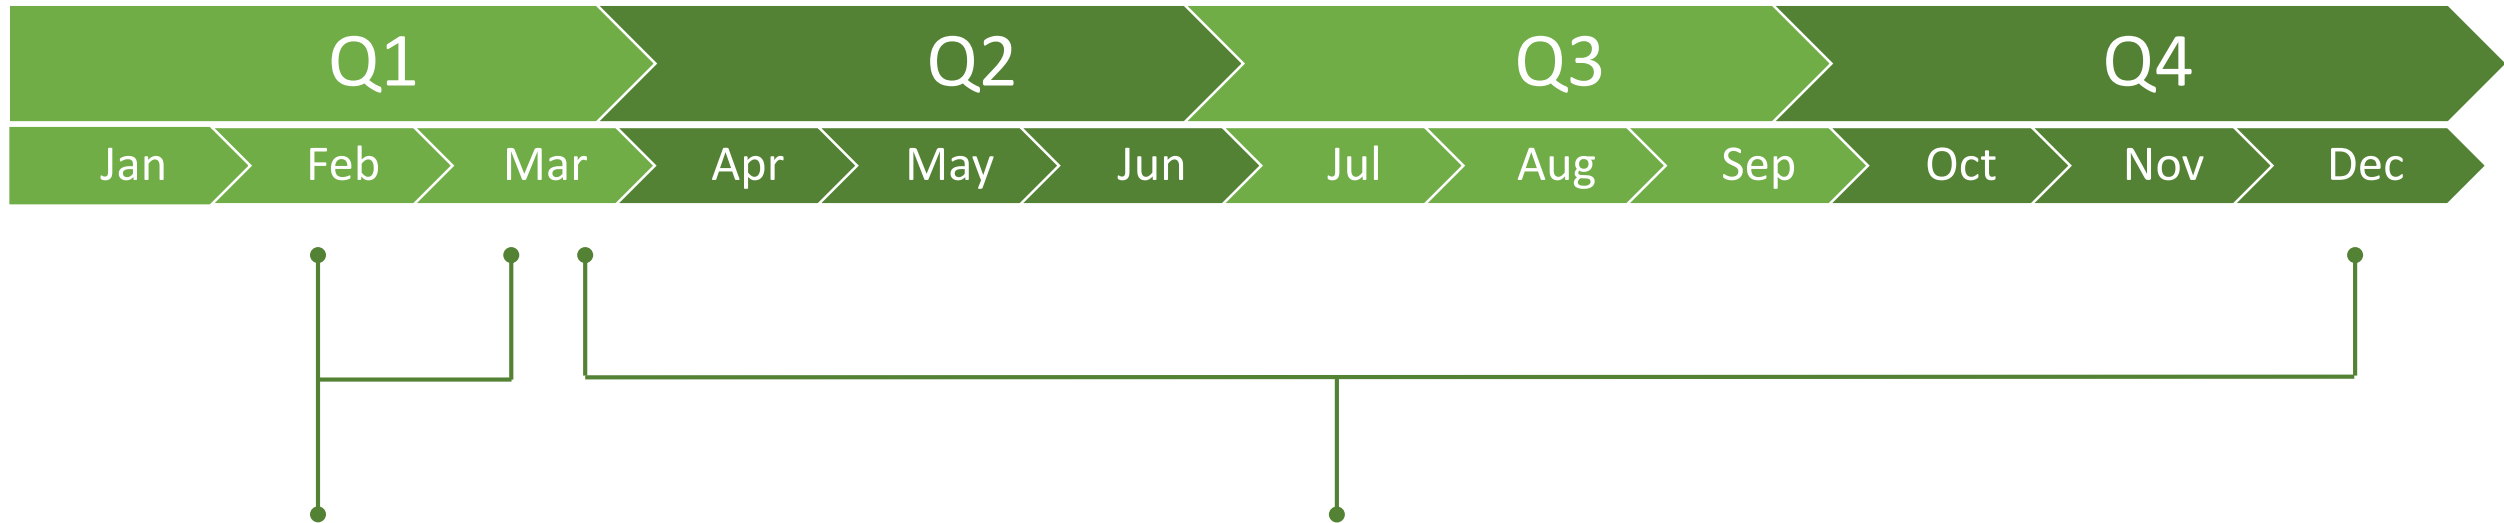 Q1 Q2 Q3 Q4
Jan Feb Mar Apr May Jun Jul Aug Sep Oct Nov Dec